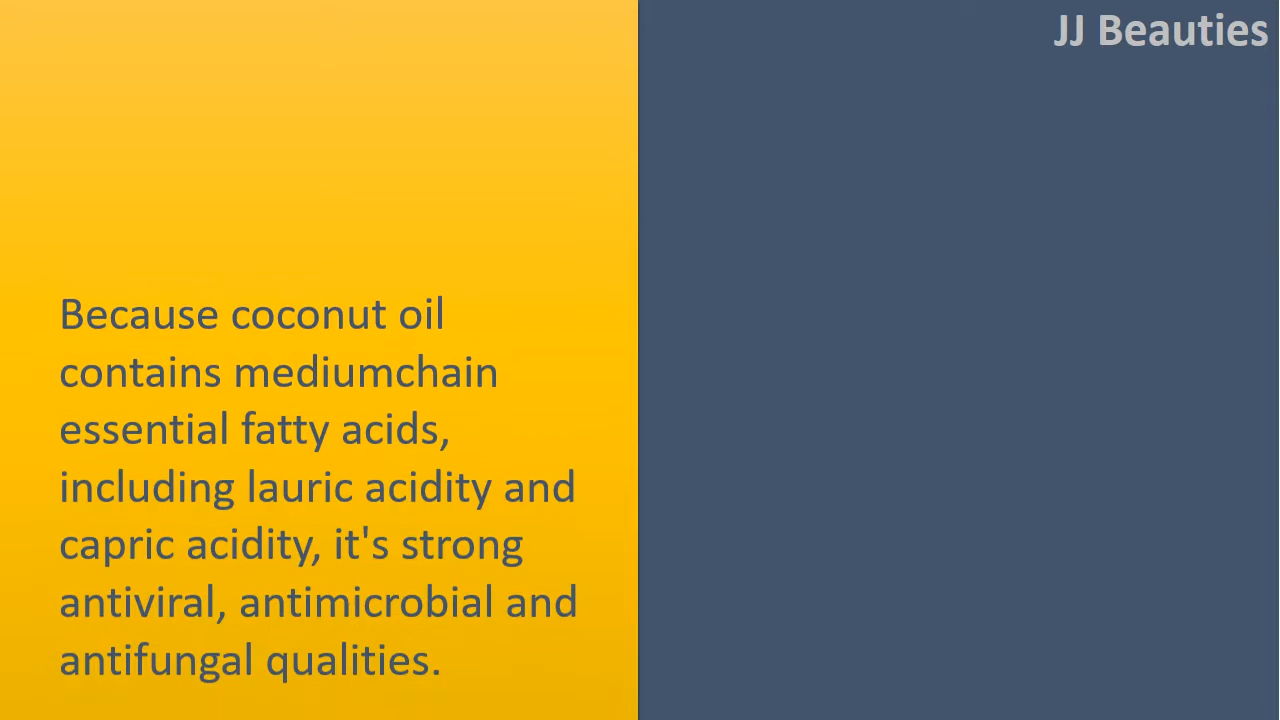 JJ Beauties
Because coconut oil
contains mediumchain
essential fatty acids,
including lauric acidity and
capric acidity, it's strong
antiviral, antimicrobial and
antifungal qualities.